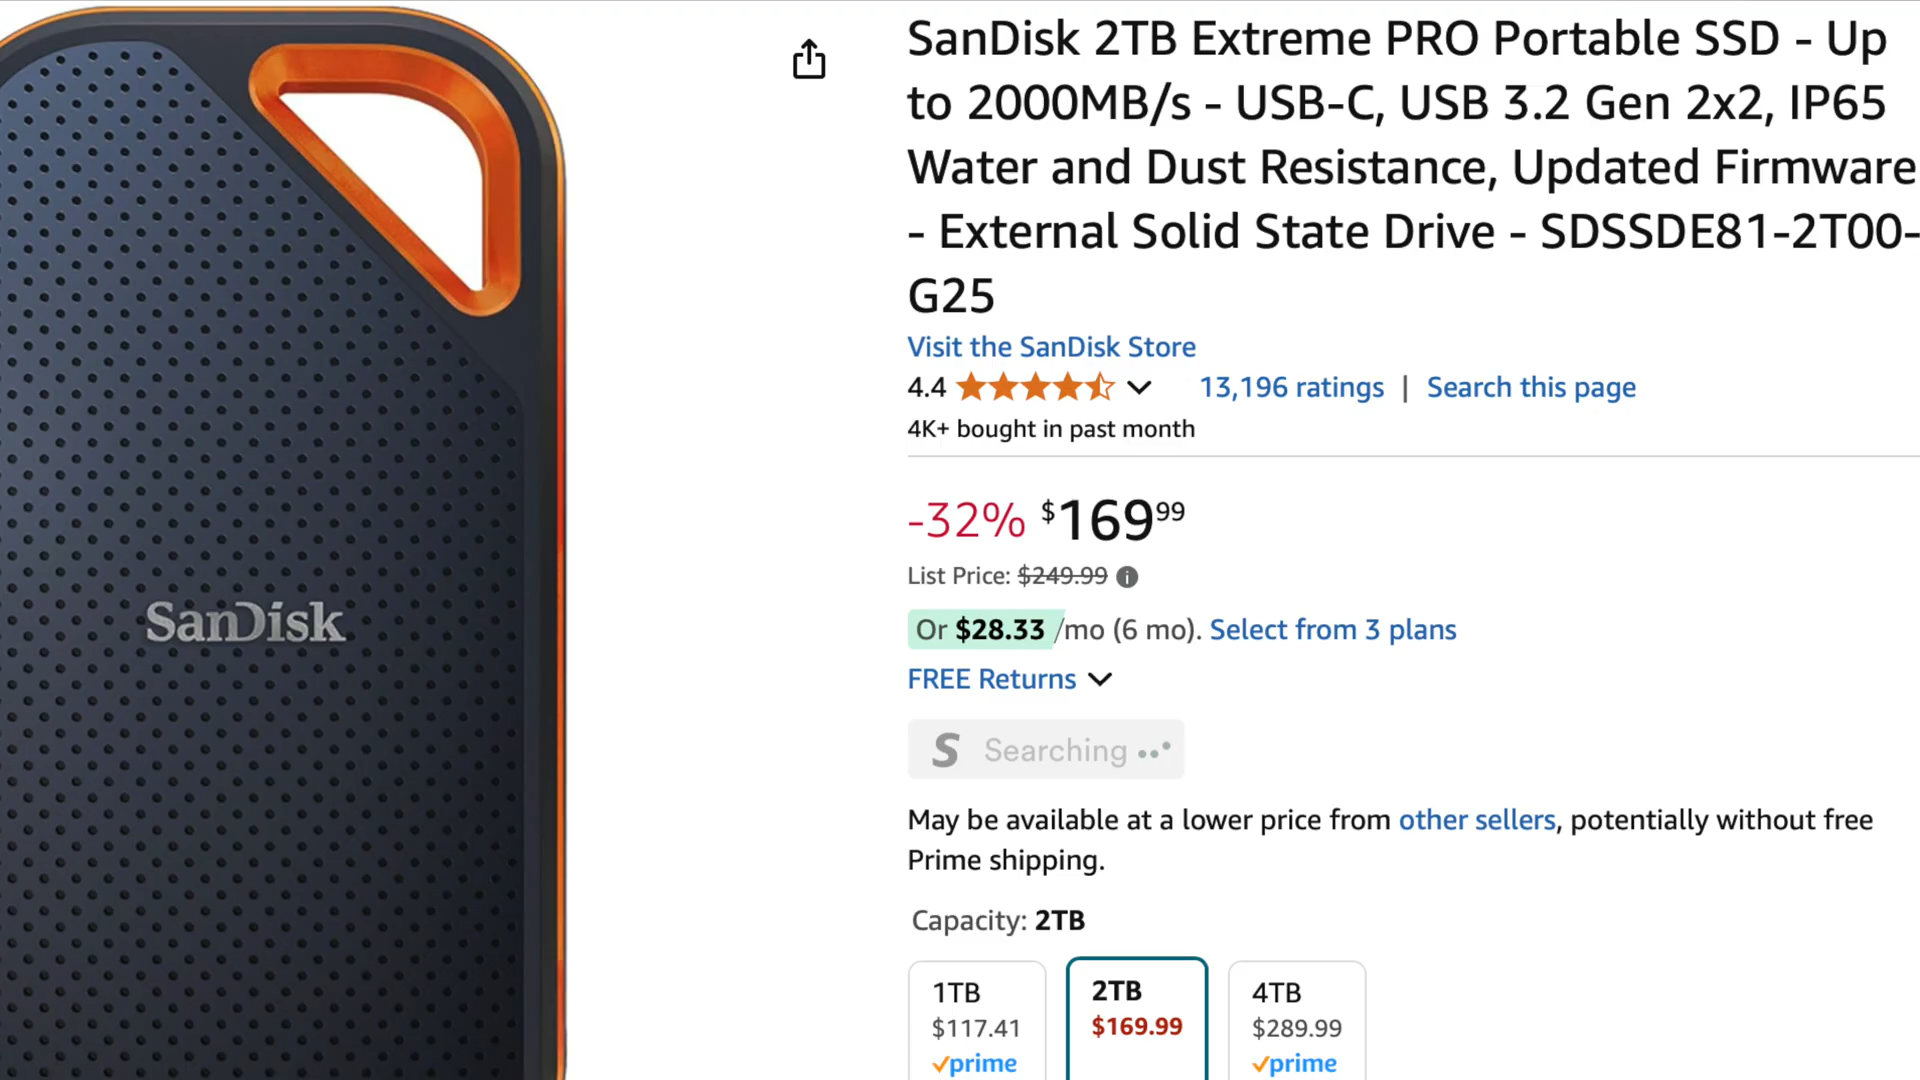 SanDisk 2TB Extreme PRO Portable SSD - Up
to 2000MB/s - USB-C, USB 3.2 Gen 2x2, IP65
Water and Dust Resistance, Updated Firmware
- External Solid State Drive - SDSSDE81-2T00-
G25
Visit the SanDisk Store
4.4 13,196 ratings | Search this page
4K+ bought in past month
-32% $16999
List Price: $249.99
Or $28.33 /mo (6 mo). Select from 3 plans
FREE Returns
SanDisk
S Searching
May be available at a lower price from other sellers, potentially without free
Prime shipping.
Capacity: 2TB
1TB 2TB 4TB
$117.41 $169.99 $289.99
prime prime